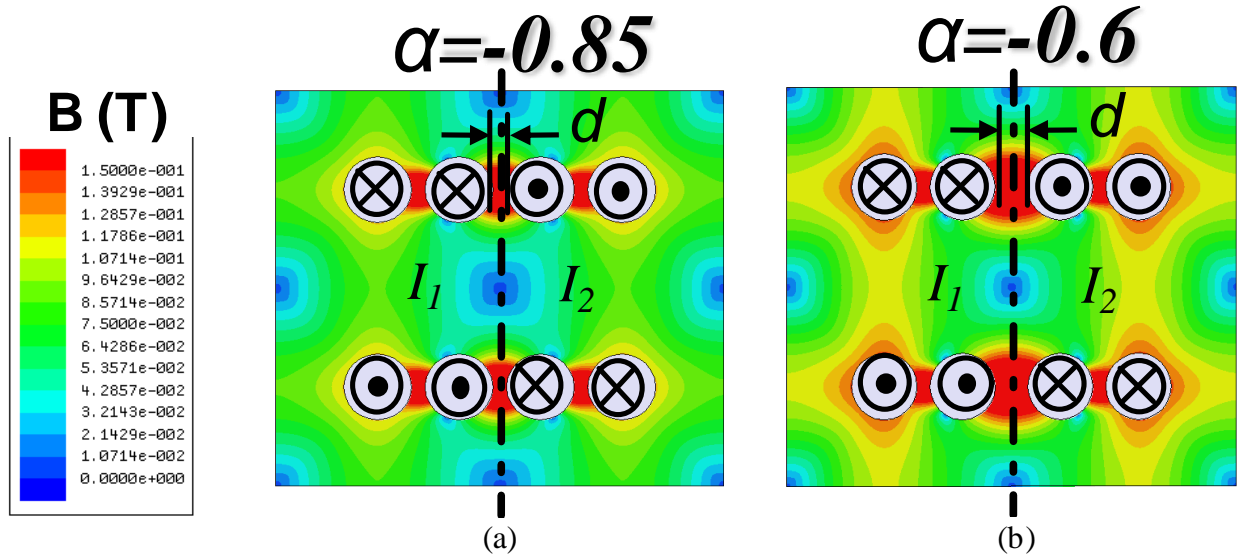 α=-0.85
α=-0.6
B (T)
1.5000e-001
1.3929e-001
1.2857e-001
1.1786e-001
1.0714e-001
9.6429e-002
8.5714e-002
7.5000e-002
6.4286e-002
5.3571e-002
4.2857e-002
3.2143e-002
2.1429e-002
1.0714e-002
0.0000e+000
d
I1
I2
(a)
d
I1
I2
(b)